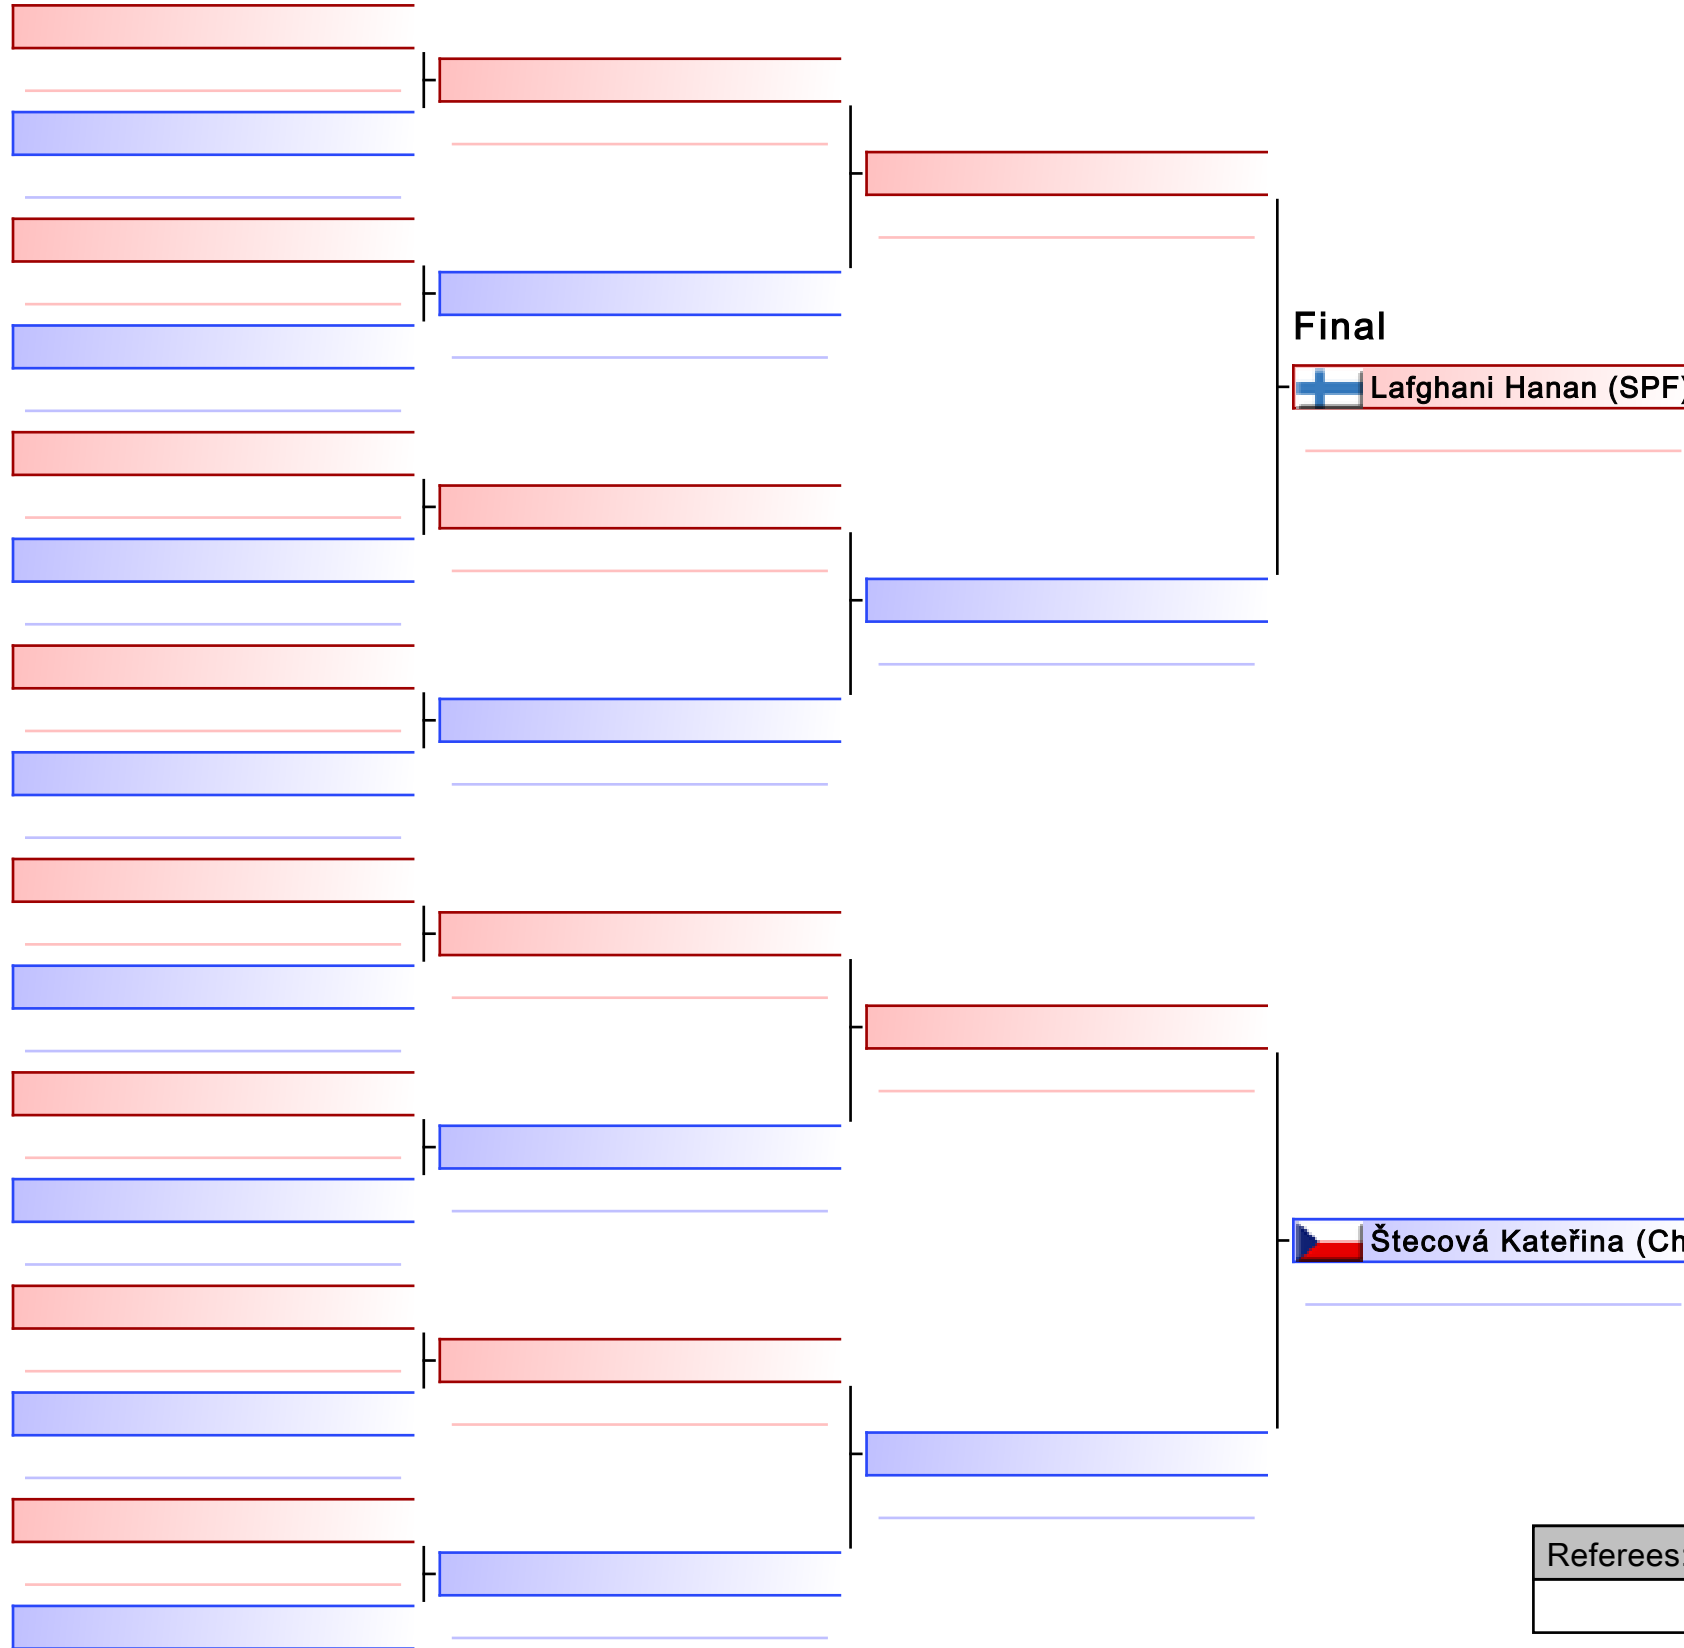 Final
Lafghani Hanan (SPF)
Štecová Kateřina (Ch
Referees: